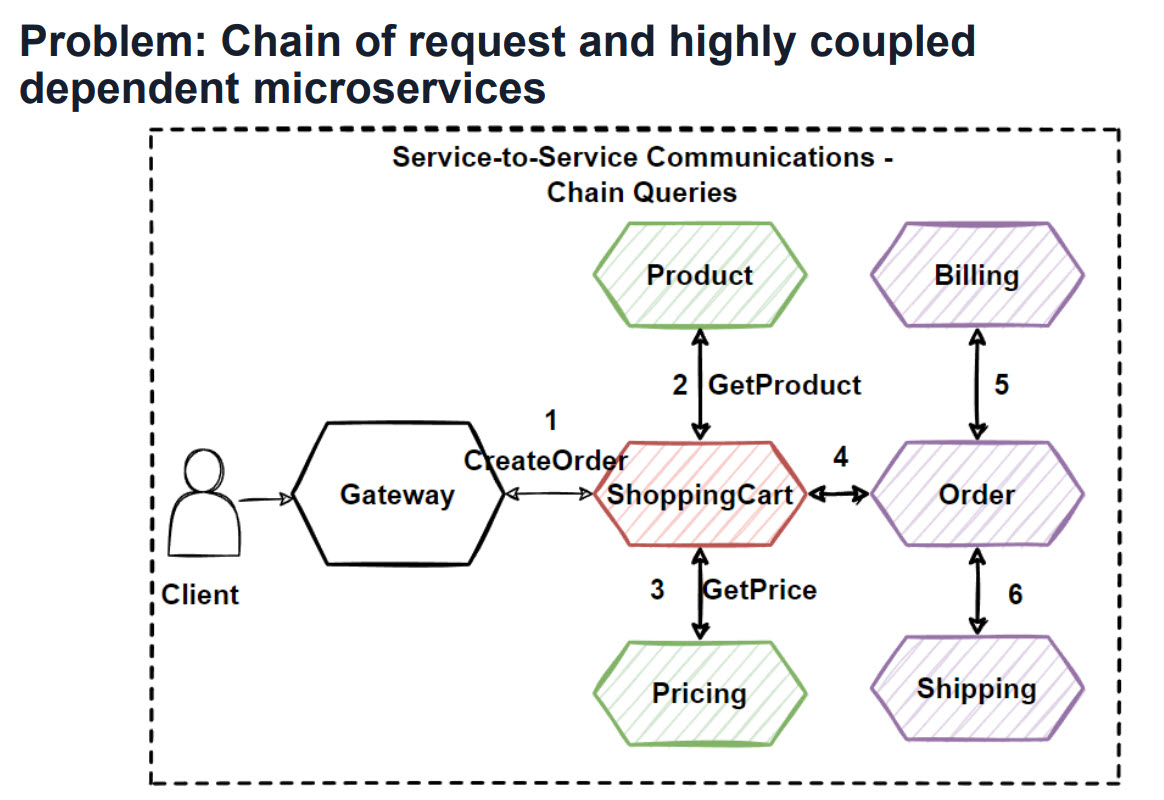 Problem: Chain of request and highly coupled
dependent microservices
Service-to-Service Communications -
Chain Queries
Product
Billing
2 GetProduct
5
1
CreateOrder
4
Gateway
ShoppingCart
Order
Client
3 GetPrice
6
Pricing
Shipping